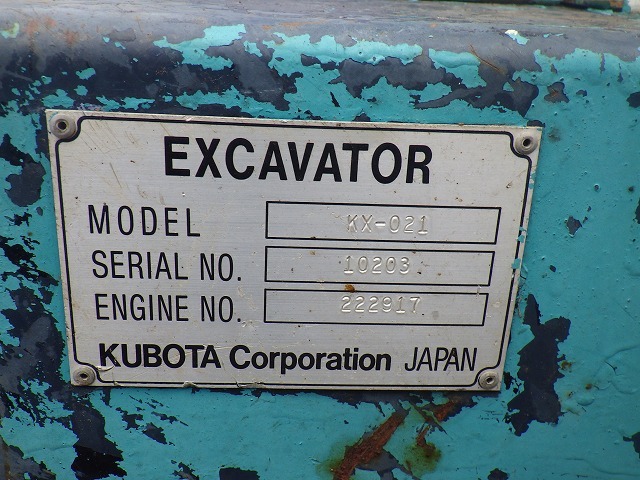 EXCAVATOR
MODEL KX-021
SERIAL NO. 10203
ENGINE NO. 222917
KUBOTA Corporation JAPAN